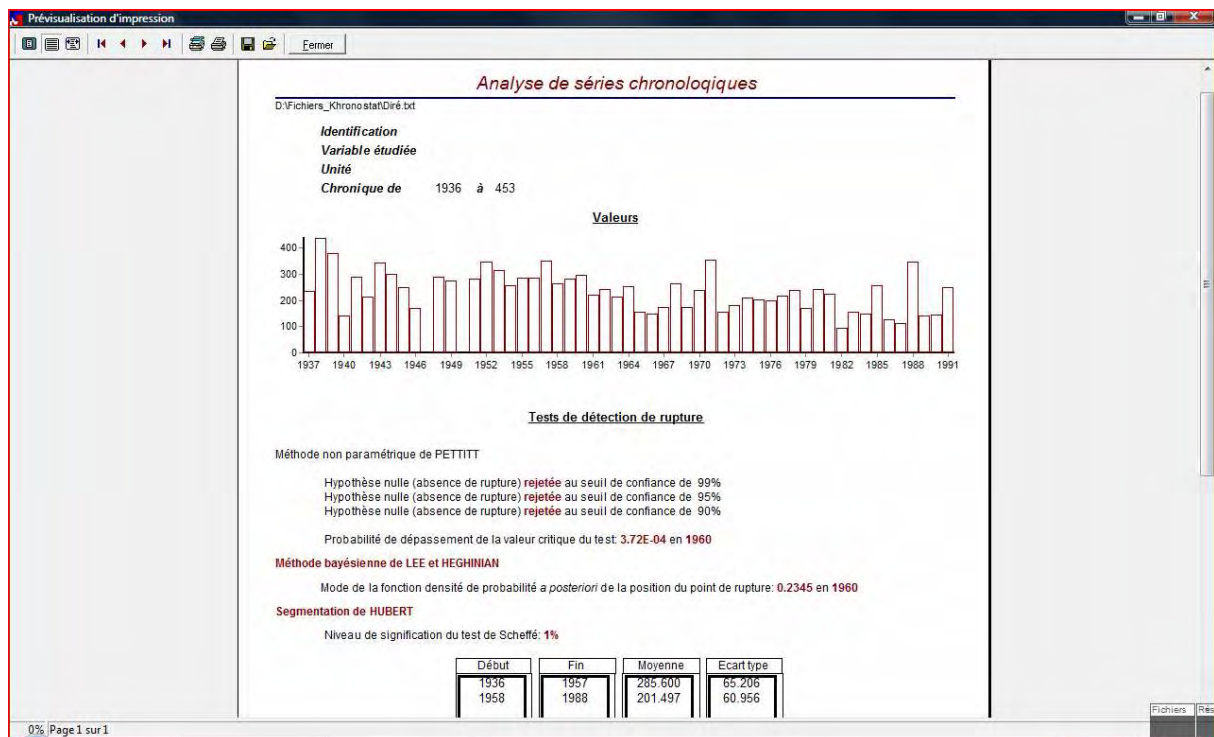 Prévisualisation d'impression
Fermer
Analyse de séries chronologiques
D:\Fichiers_Khronostat\Diré.txt
Identification
Variable étudiée
Unité
Chronique de 1936 à 453
Valeurs
400
300
200
100
0
1937 1940 1943 1946 1949 1952 1955 1958 1961 1964 1967 1970 1973 1976 1979 1982 1985 1988 1991
Tests de détection de rupture
Méthode non paramétrique de PETTITT
Hypothèse nulle (absence de rupture) rejetée au seuil de confiance de 99%
Hypothèse nulle (absence de rupture) rejetée au seuil de confiance de 95%
Hypothèse nulle (absence de rupture) rejetée au seuil de confiance de 90%
Probabilité de dépassement de la valeur critique du test: 3.72E-04 en 1960
Méthode bayésienne de LEE et HEGHINIAN
Mode de la fonction densité de probabilité a posteriori de la position du point de rupture: 0.2345 en 1960
Segmentation de HUBERT
Niveau de signification du test de Scheffé: 1%
Début Fin Moyenne Ecart type
1936 1957 285.600 65.206
1958 1988 201.497 60.956
Fichiers Rés
0% Page 1 sur 1